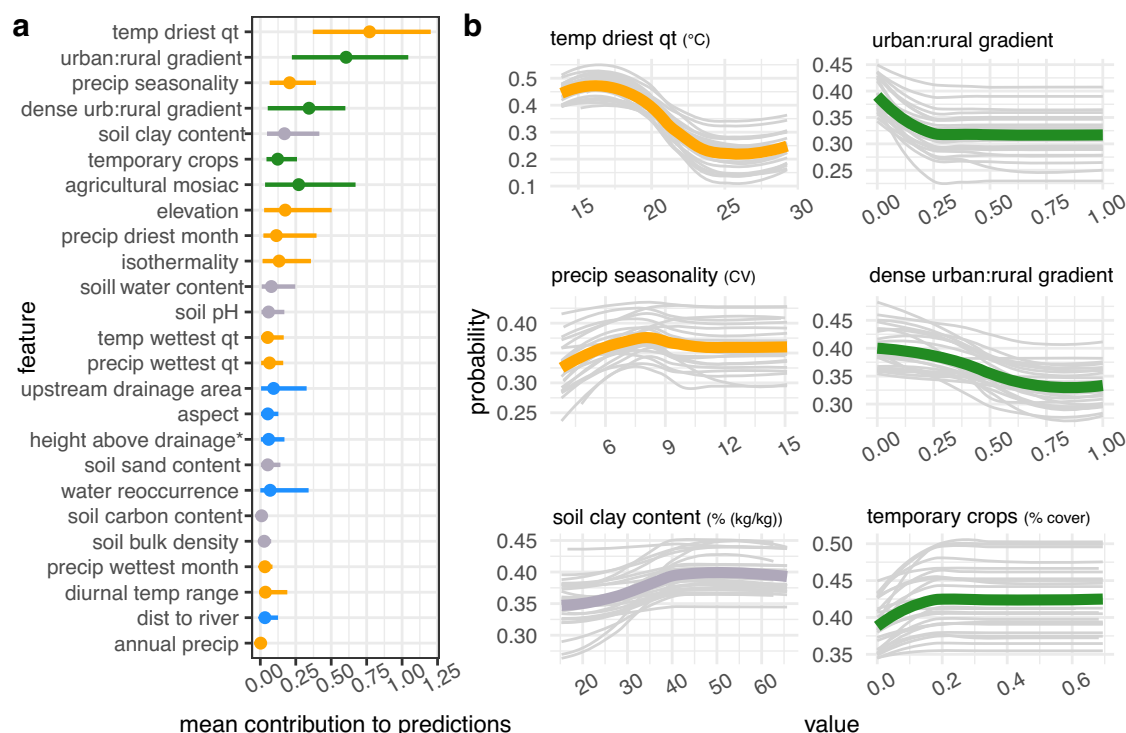 a
temp driest qt
urban:rural gradient
precip seasonality
dense urb:rural gradient
soil clay content
temporary crops
agricultural mosiac
elevation
precip driest month
isothermality
soill water content
soil pH
temp wettest qt
precip wettest qt
upstream drainage area
aspect
height above drainage*
soil sand content
water reoccurrence
soil carbon content
soil bulk density
precip wettest month
diurnal temp range
dist to river
annual precip
feature
0.00 0.25 0.50 0.75 1.00 1.25
mean contribution to predictions
b
probability
temp driest qt (°C)
0.5
0.4
0.3
0.2
0.1
15 20 25 30
urban:rural gradient
0.45
0.40
0.35
0.30
0.25
0.00 0.25 0.50 0.75 1.00
precip seasonality (CV)
0.40
0.35
0.30
0.25
6 9 12 15
dense urban:rural gradient
0.45
0.40
0.35
0.30
0.00 0.25 0.50 0.75 1.00
soil clay content (% (kg/kg))
0.45
0.40
0.35
0.30
20 30 40 50 60
temporary crops (% cover)
0.50
0.45
0.40
0.35
0.0 0.2 0.4 0.6
value